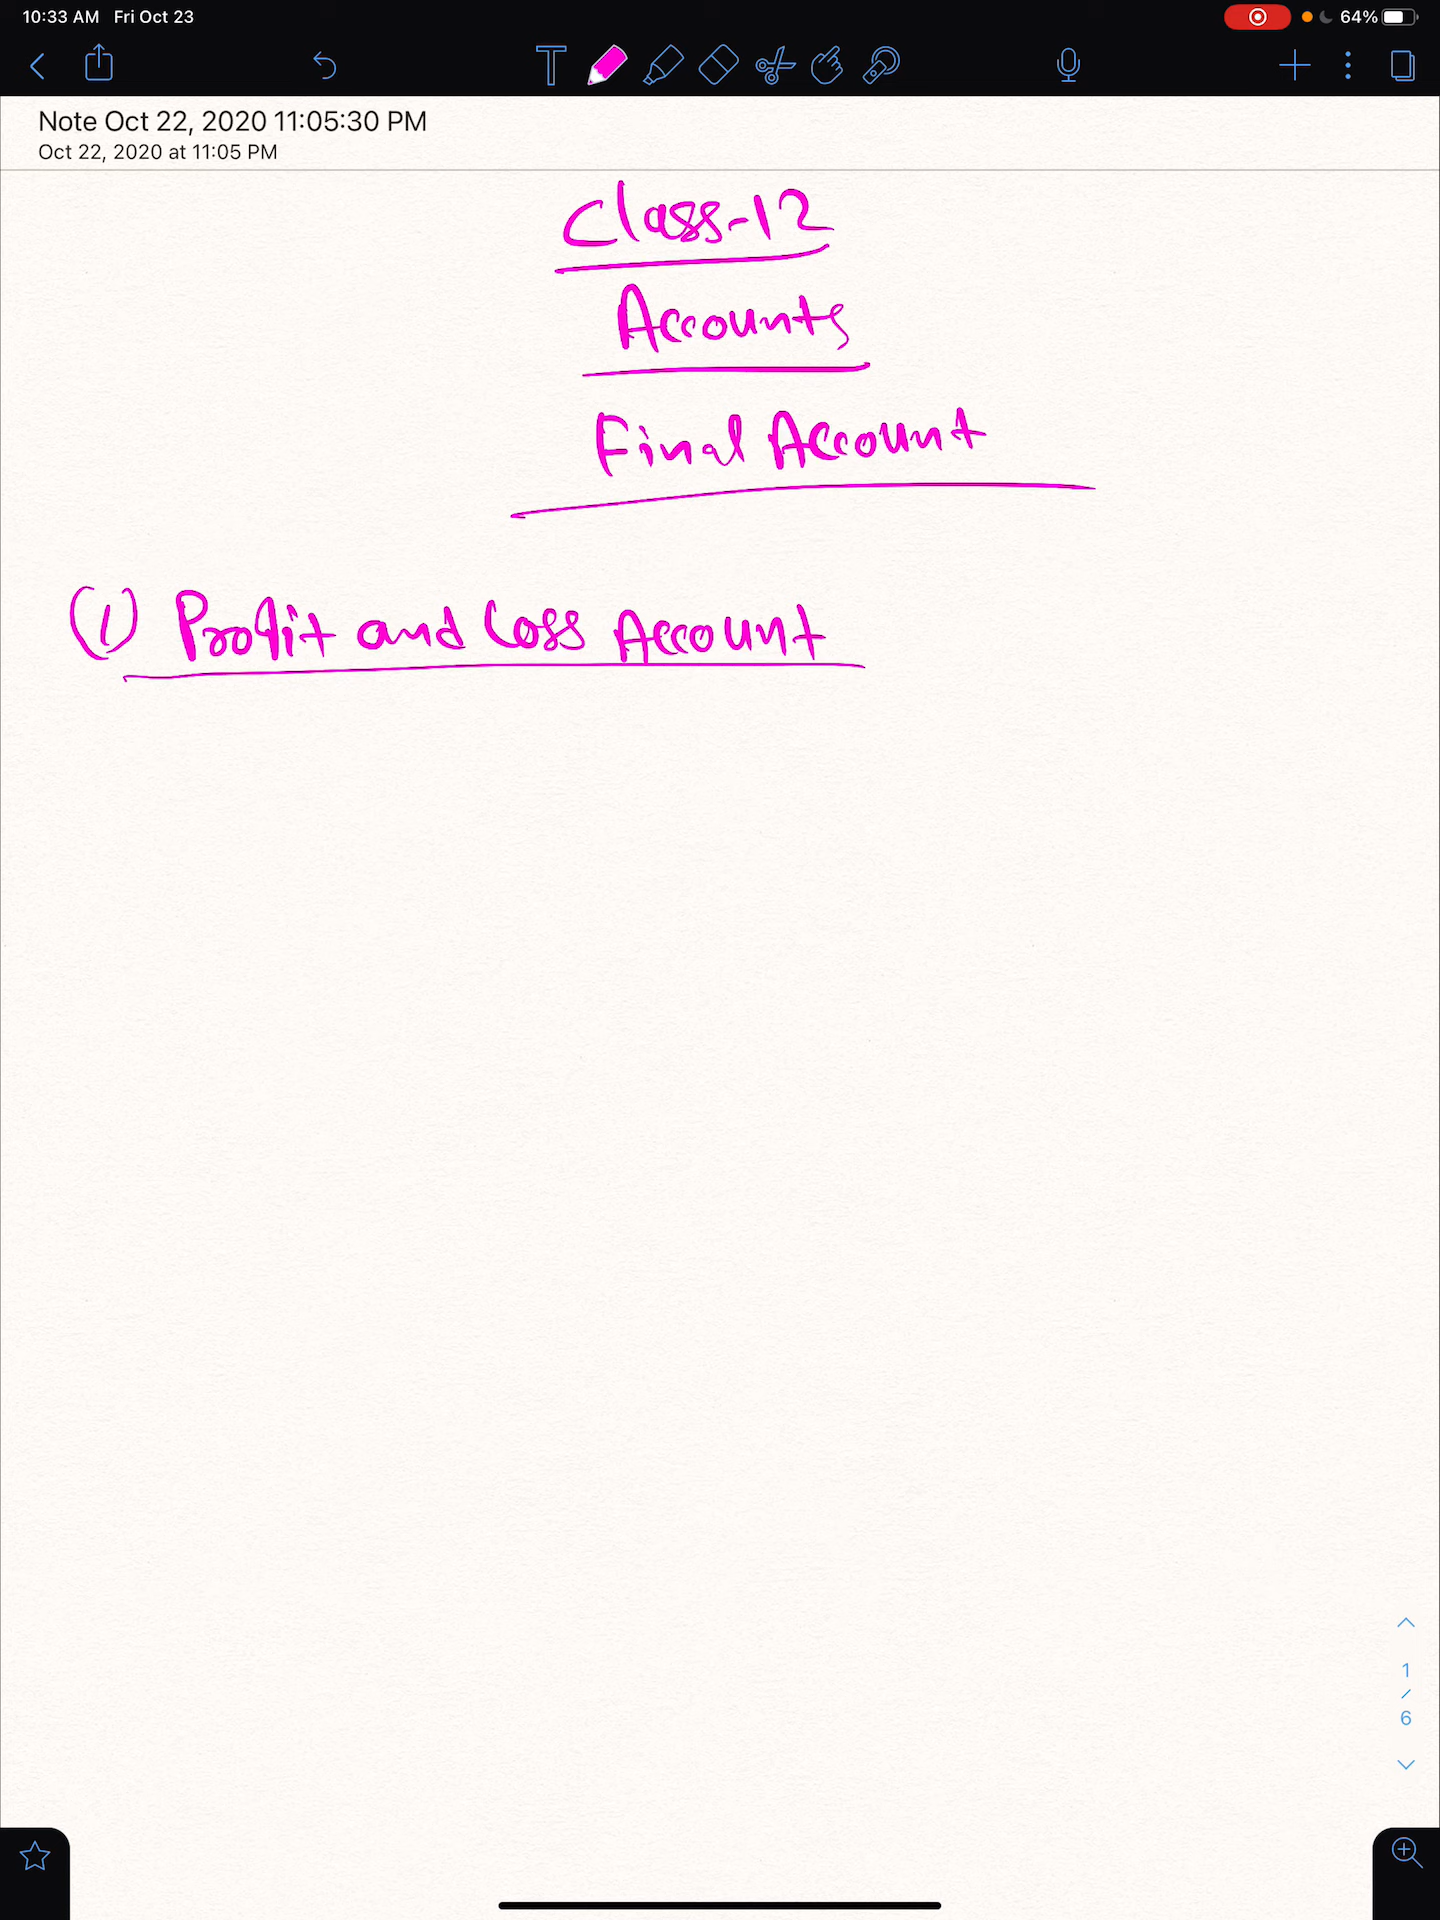 10:33 AM Fri Oct 23
64%
T
Note Oct 22, 2020 11:05:30 PM
Oct 22, 2020 at 11:05 PM
Class-12
Accounts
Final Account
(1) Profit and Loss Account
1
/
6